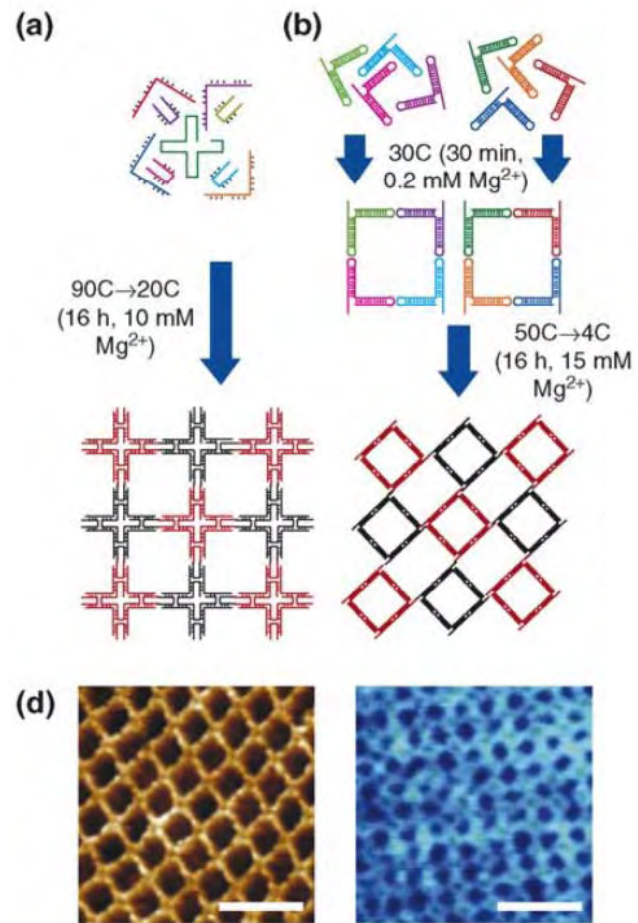 (a)
(b)
30C (30 min,
0.2 mM Mg²⁺)
90C→20C
(16 h, 10 mM
Mg²⁺)
50C→4C
(16 h, 15 mM
Mg²⁺)
(d)